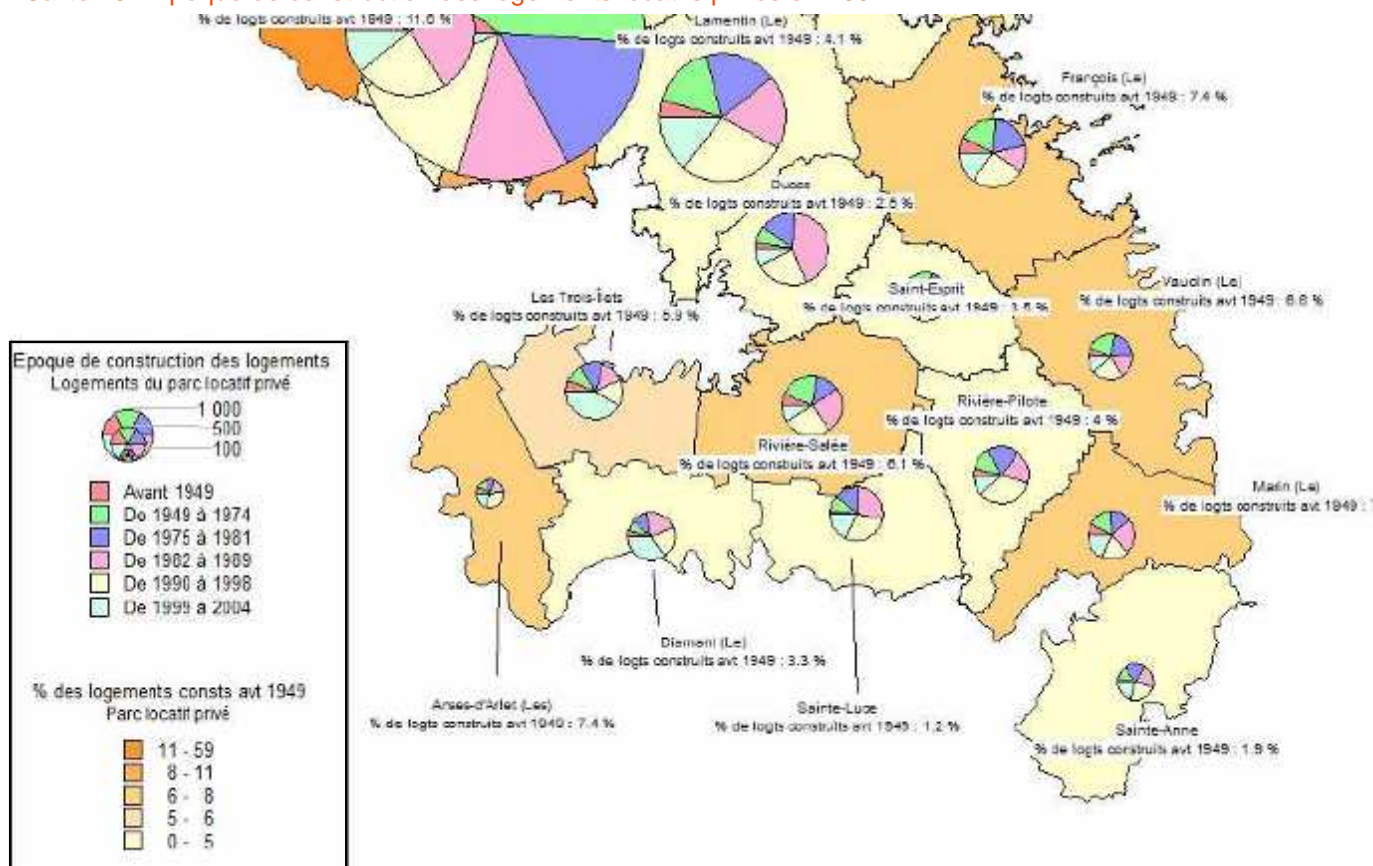 % de logts construits avt 1949 : 11.6 %
Lamentin (Le)
% de logts construits avt 1949 : 4.1 %
François (Le)
% de logts construits avt 1949 : 7.4 %
Ducos
% de logts construits avt 1949 : 2.5 %
Saint-Esprit
% de logts construits avt 1949 : 3.5 %
Vauclin (Le)
% de logts construits avt 1949 : 6.8 %
Les Trois-Îlets
% de logts construits avt 1949 : 5.9 %
Rivière-Pilote
% de logts construits avt 1949 : 4 %
Rivière-Salée
% de logts construits avt 1949 : 6.1 %
Marin (Le)
% de logts construits avt 1949 :
Diamant (Le)
% de logts construits avt 1949 : 3.3 %
Anses-d'Arlet (Les)
% de logts construits avt 1949 : 7.4 %
Sainte-Luce
% de logts construits avt 1949 : 1.2 %
Sainte-Anne
% de logts construits avt 1949 : 1.9 %
Epoque de construction des logements
Logements du parc locatif privé
1 000
500
100
Avant 1949
De 1949 à 1974
De 1975 à 1981
De 1982 à 1989
De 1990 à 1998
De 1999 a 2004
% des logements consts avt 1949
Parc locatif privé
11 - 59
8 - 11
6 - 8
5 - 6
0 - 5